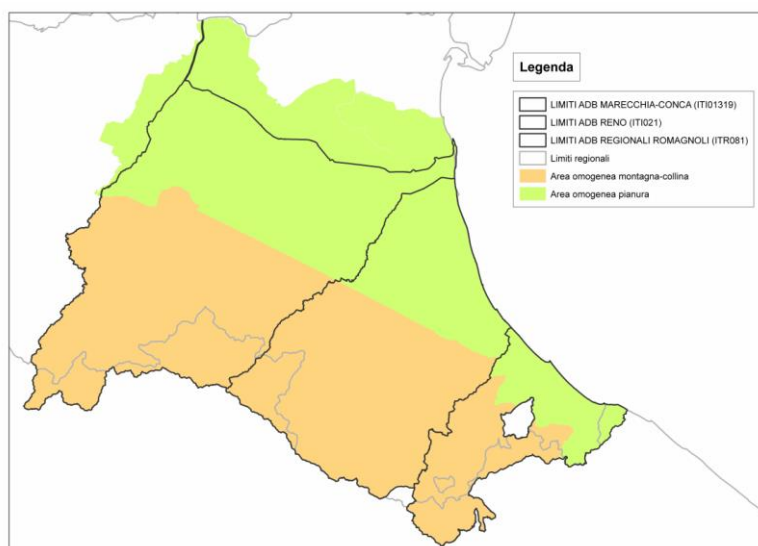 Legenda
LIMITI ADB MARECCHIA-CONCA (ITI01319)
LIMITI ADB RENO (ITI021)
LIMITI ADB REGIONALI ROMAGNOLI (ITR081)
Limiti regionali
Area omogenea montagna-collina
Area omogenea pianura